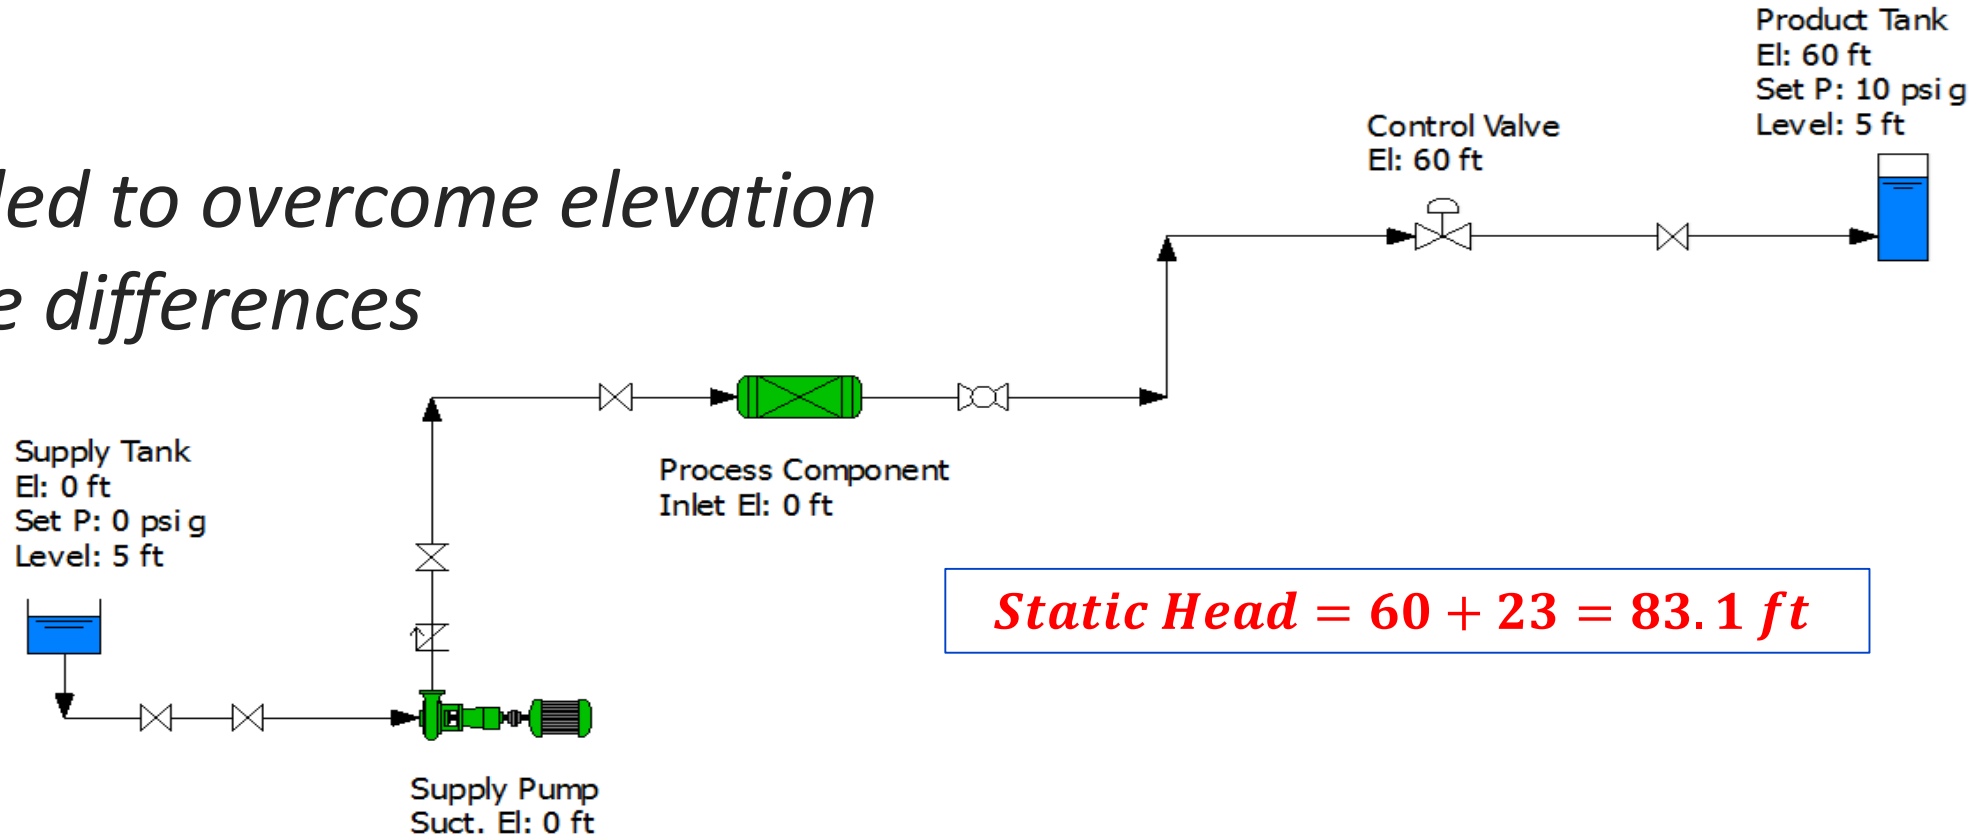 led to overcome elevation
e differences
Product Tank
El: 60 ft
Set P: 10 psig
Level: 5 ft
Control Valve
El: 60 ft
Supply Tank
El: 0 ft
Set P: 0 psig
Level: 5 ft
Process Component
Inlet El: 0 ft
Static Head = 60 + 23 = 83.1 ft
Supply Pump
Suct. El: 0 ft